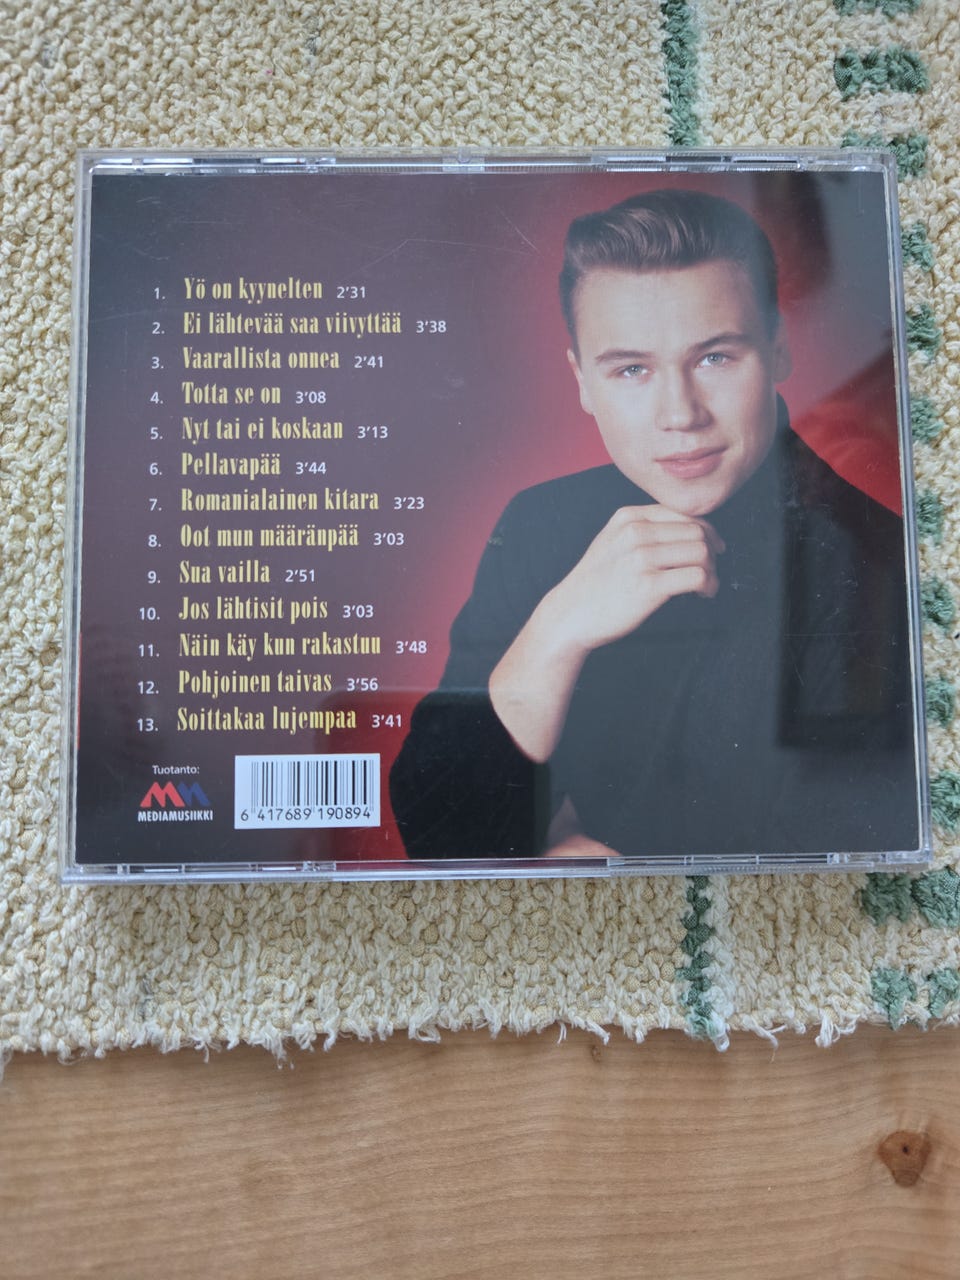 1. Yö on kyynelten 2'31
2. Ei lähtevää saa viivyttää 3'38
3. Vaarallista onnea 2'41
4. Totta se on 3'08
5. Nyt tai ei koskaan 3'13
6. Pellavapää 3'44
7. Romanialainen kitara 3'23
8. Oot mun määränpää 3'03
9. Sua vailla 2'51
10. Jos lähtisit pois 3'03
11. Näin käy kun rakastuu 3'48
12. Pohjoinen taivas 3'56
13. Soittakaa lujempaa 3'41
Tuotanto:
MM
MEDIAMUSIIKKI
6 417689 190894